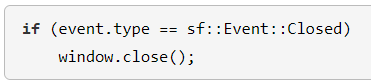 if (event.type == sf::Event::Closed)
    window.close();